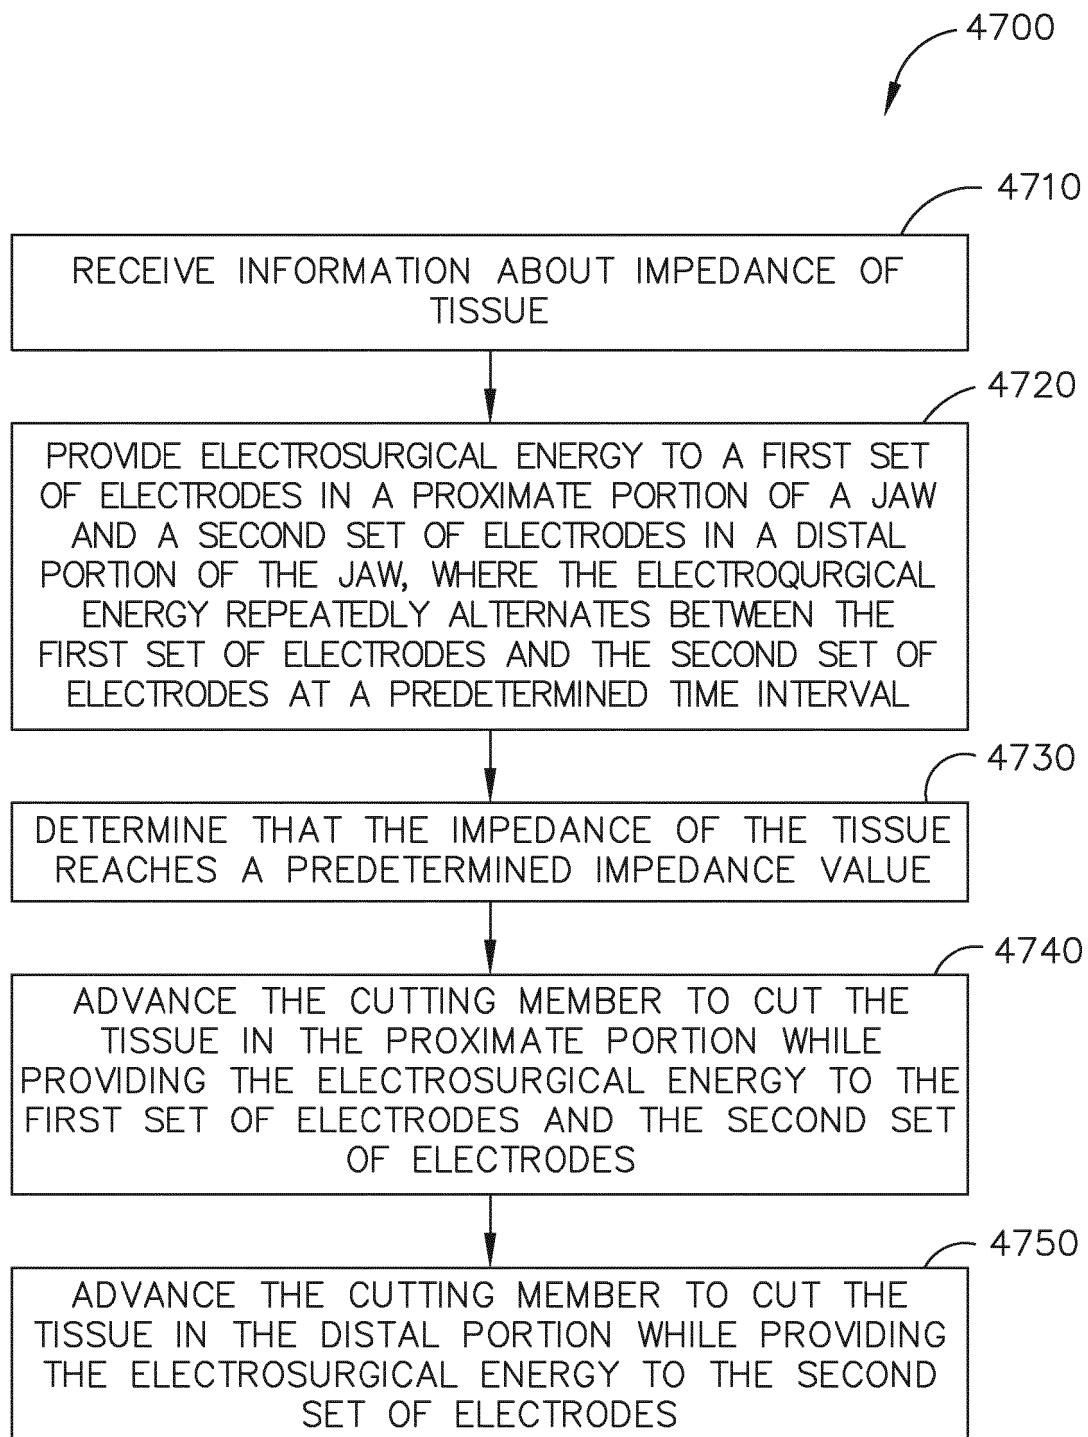 4700
4710
RECEIVE INFORMATION ABOUT IMPEDANCE OF
TISSUE
4720
PROVIDE ELECTROSURGICAL ENERGY TO A FIRST SET
OF ELECTRODES IN A PROXIMATE PORTION OF A JAW
AND A SECOND SET OF ELECTRODES IN A DISTAL
PORTION OF THE JAW, WHERE THE ELECTROQURGICAL
ENERGY REPEATEDLY ALTERNATES BETWEEN THE
FIRST SET OF ELECTRODES AND THE SECOND SET OF
ELECTRODES AT A PREDETERMINED TIME INTERVAL
4730
DETERMINE THAT THE IMPEDANCE OF THE TISSUE
REACHES A PREDETERMINED IMPEDANCE VALUE
4740
ADVANCE THE CUTTING MEMBER TO CUT THE
TISSUE IN THE PROXIMATE PORTION WHILE
PROVIDING THE ELECTROSURGICAL ENERGY TO THE
FIRST SET OF ELECTRODES AND THE SECOND SET
OF ELECTRODES
4750
ADVANCE THE CUTTING MEMBER TO CUT THE
TISSUE IN THE DISTAL PORTION WHILE PROVIDING
THE ELECTROSURGICAL ENERGY TO THE SECOND
SET OF ELECTRODES